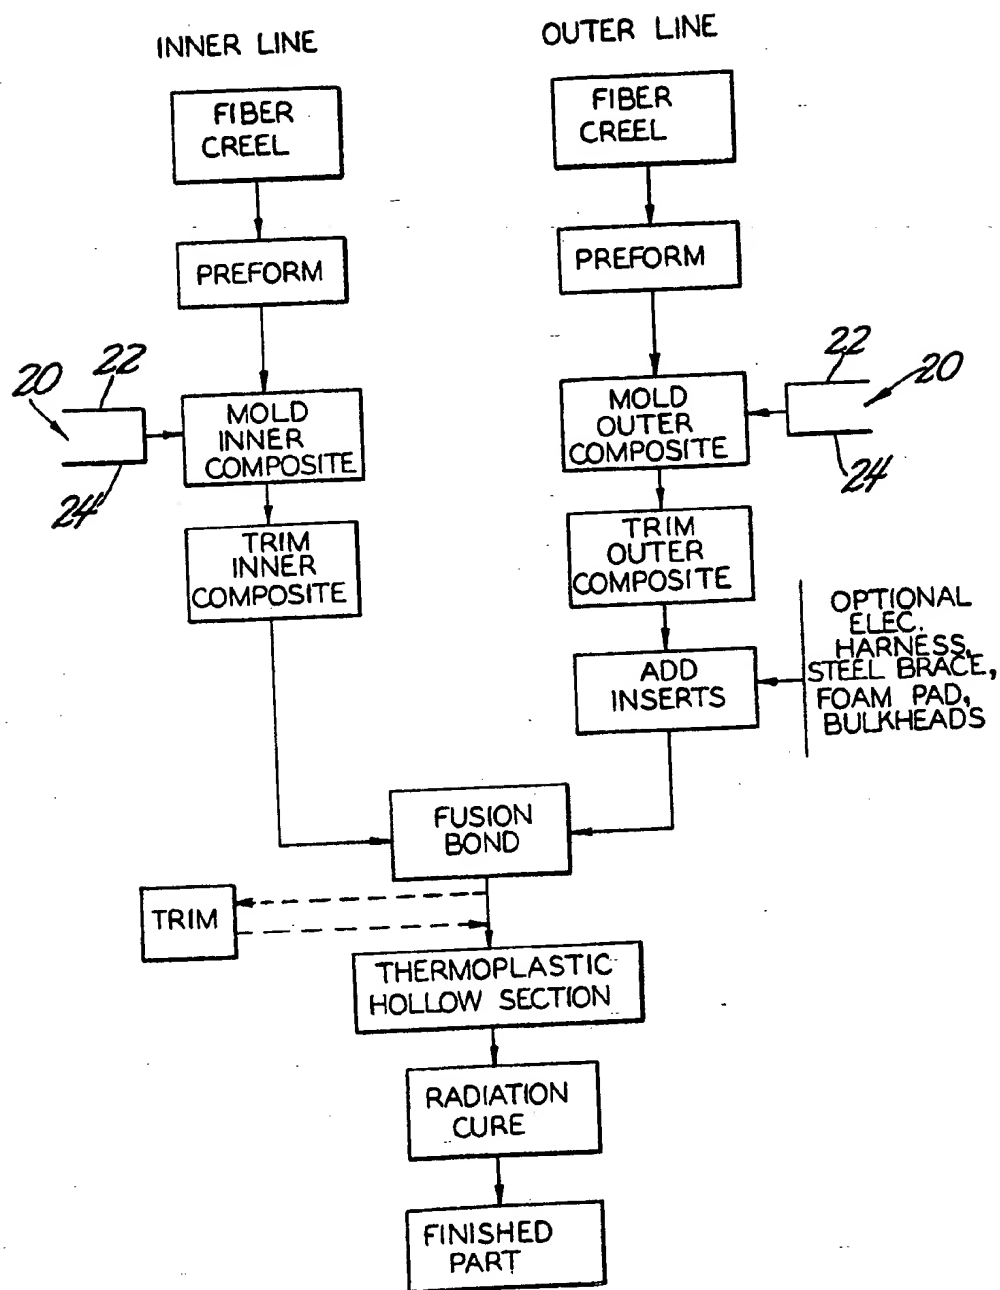 INNER LINE
OUTER LINE
FIBER
CREEL
FIBER
CREEL
PREFORM
PREFORM
20
22
24
MOLD
INNER
COMPOSITE
MOLD
OUTER
COMPOSITE
22
20
24
TRIM
INNER
COMPOSITE
TRIM
OUTER
COMPOSITE
ADD
INSERTS
OPTIONAL
ELEC.
HARNESS,
STEEL BRACE,
FOAM PAD,
BULKHEADS
FUSION
BOND
TRIM
THERMOPLASTIC
HOLLOW SECTION
RADIATION
CURE
FINISHED
PART